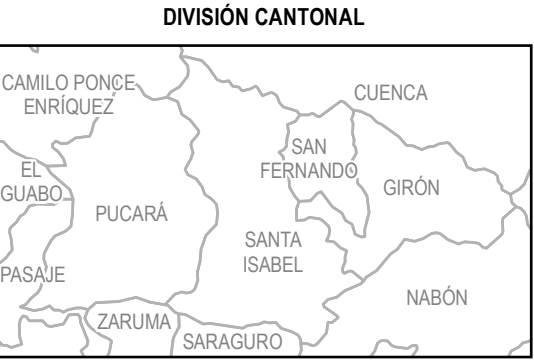 DIVISIÓN CANTONAL
CAMILO PONCE
ENRÍQUEZ
CUENCA
SAN
FERNANDO
EL
GUABO
GIRÓN
PUCARÁ
SANTA
ISABEL
PASAJE
NABÓN
ZARUMA
SARAGURO